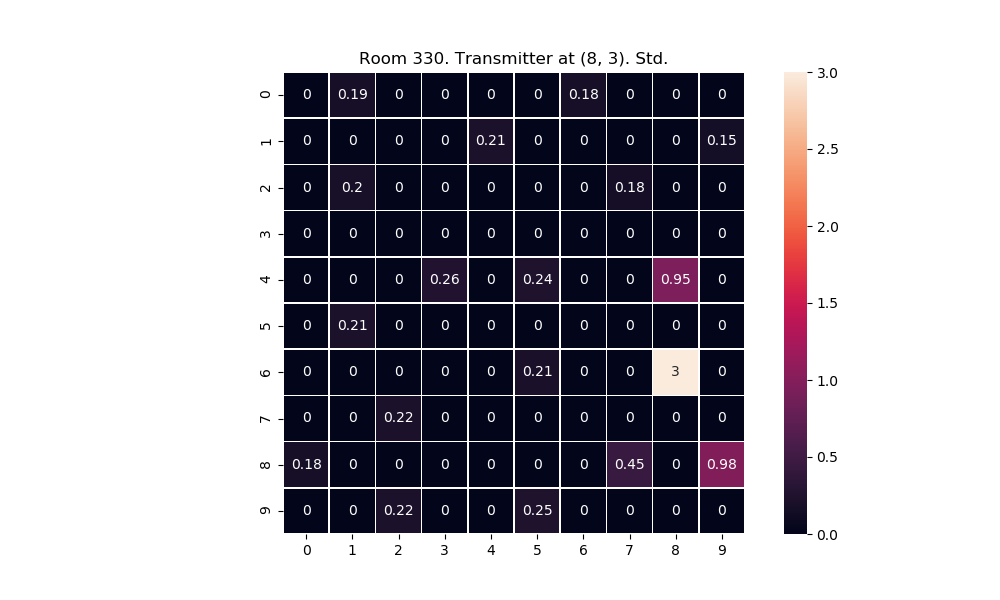 Room 330. Transmitter at (8, 3). Std.
0 0 0.19 0 0 0 0 0.18 0 0 0
1 0 0 0 0 0.21 0 0 0 0 0.15
2 0 0.2 0 0 0 0 0 0.18 0 0
3 0 0 0 0 0 0 0 0 0 0
4 0 0 0 0.26 0 0.24 0 0 0.95 0
5 0 0.21 0 0 0 0 0 0 0 0
6 0 0 0 0 0 0.21 0 0 3 0
7 0 0 0.22 0 0 0 0 0 0 0
8 0.18 0 0 0 0 0 0 0.45 0 0.98
9 0 0 0.22 0 0 0.25 0 0 0 0
0 1 2 3 4 5 6 7 8 9
3.0
2.5
2.0
1.5
1.0
0.5
0.0